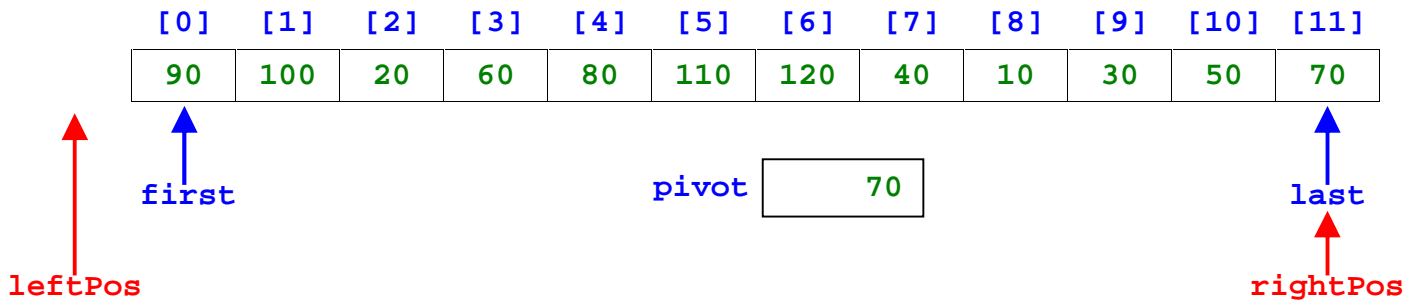 [0] [1] [2] [3] [4] [5] [6] [7] [8] [9] [10] [11]
90 100 20 60 80 110 120 40 10 30 50 70
first pivot 70 last
leftPos rightPos